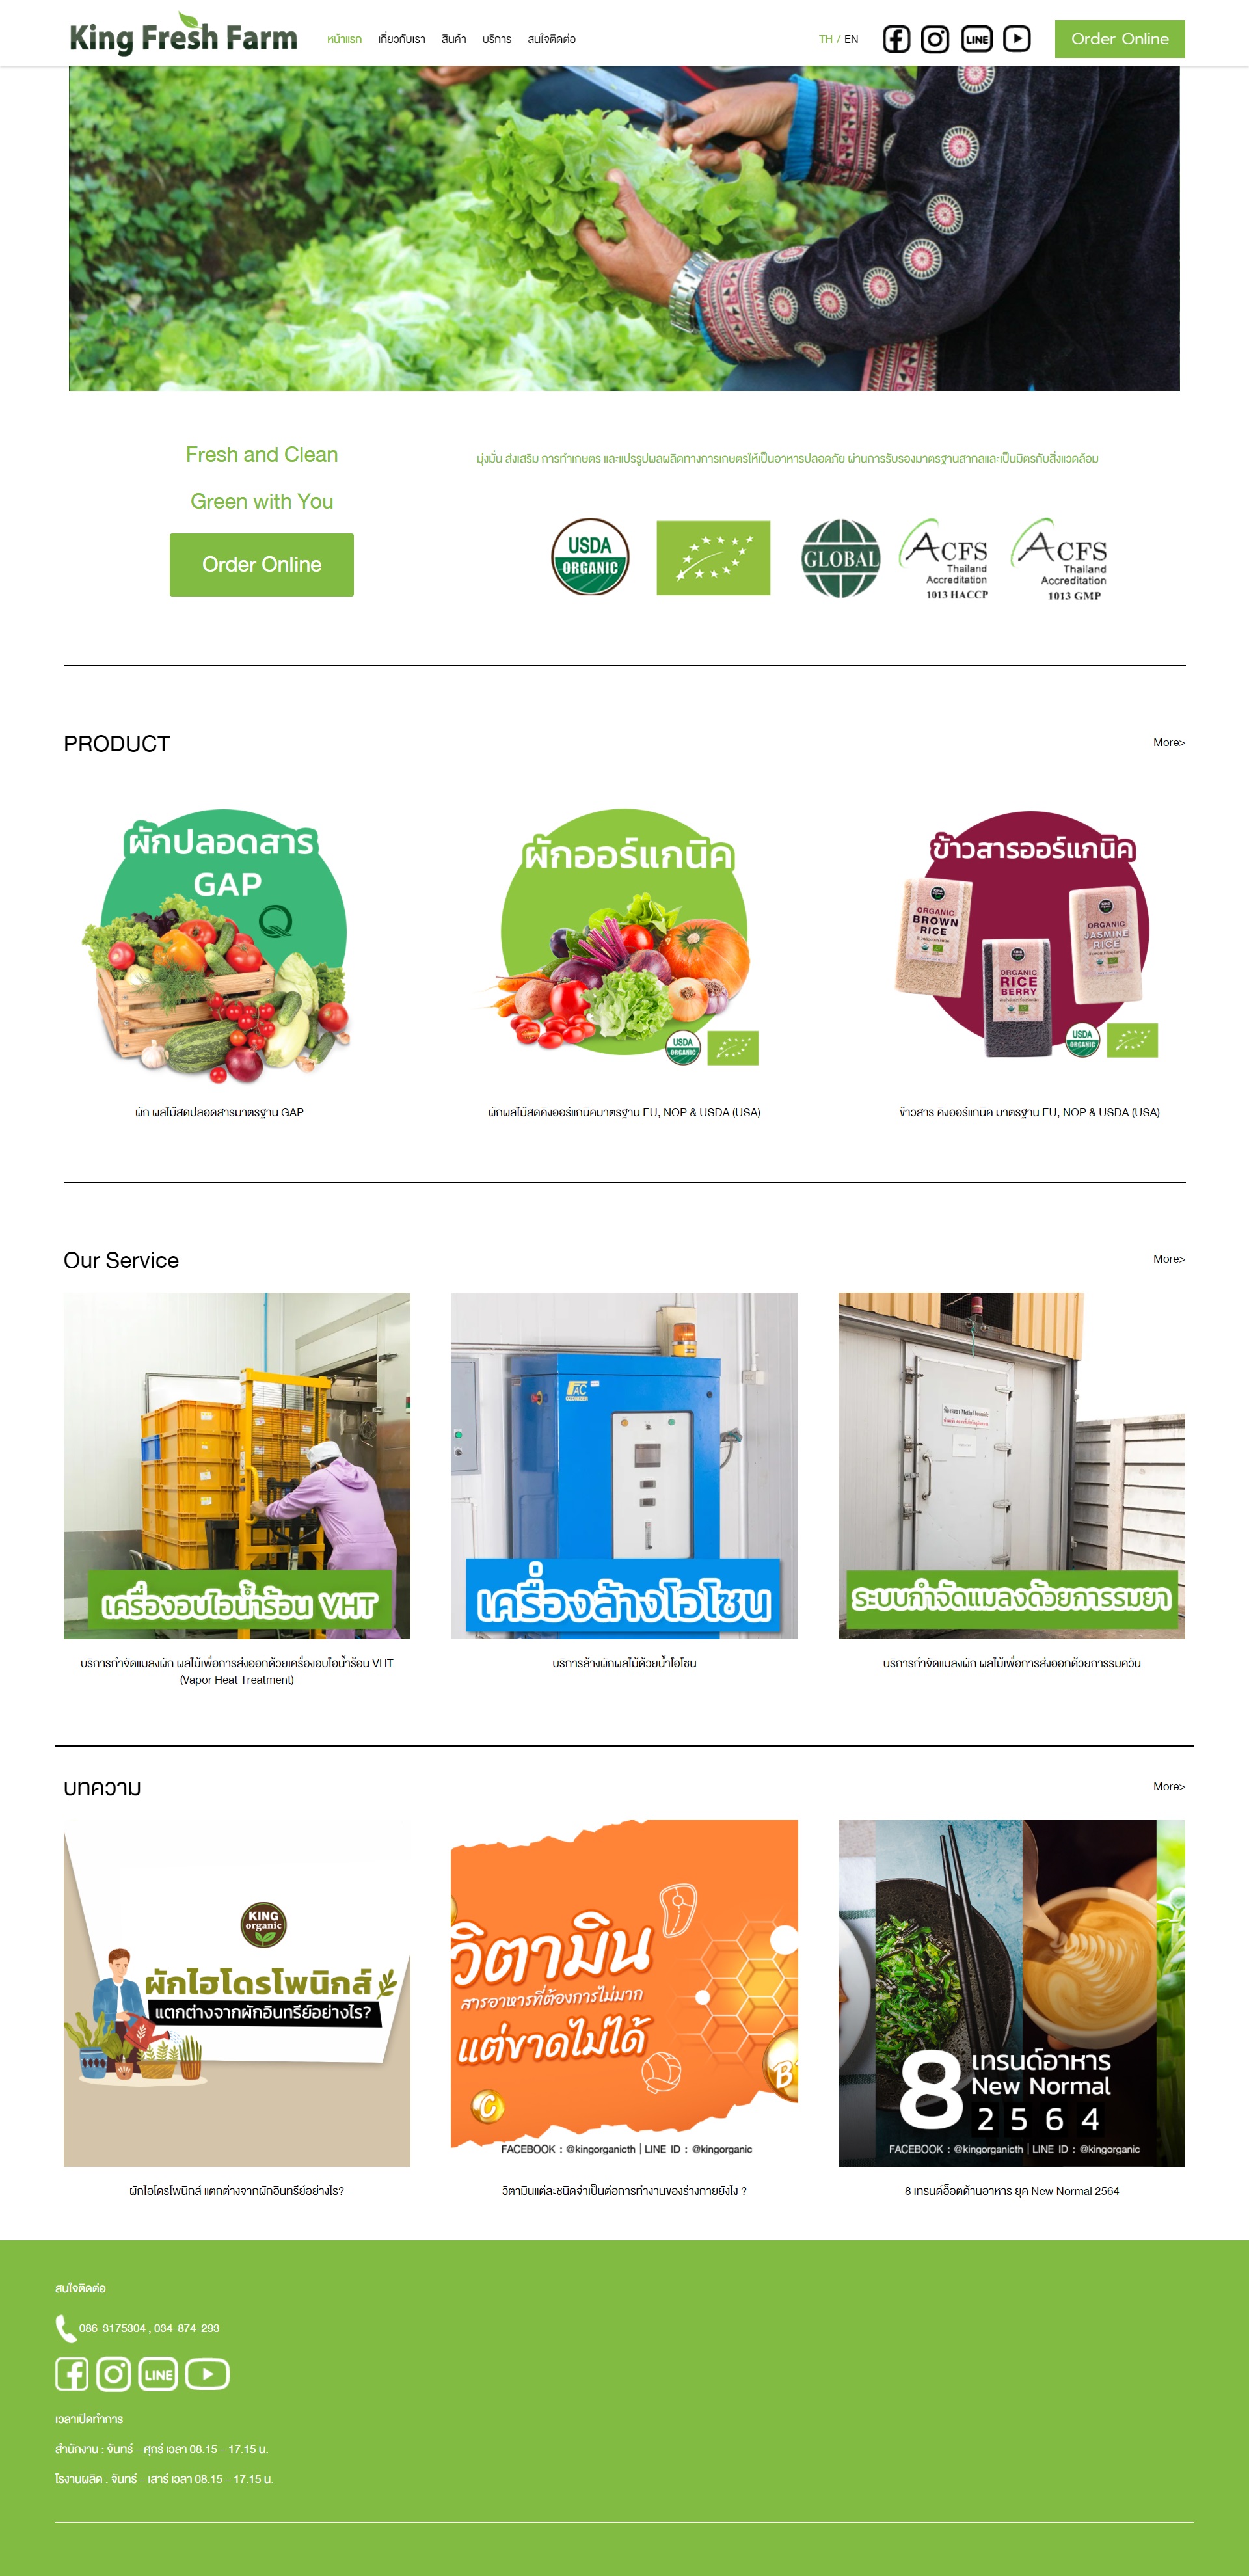 King Fresh Farm
หน้าแรก เกี่ยวกับเรา สินค้า บริการ สนใจติดต่อ
TH / EN
LINE
Order Online
Fresh and Clean
Green with You
Order Online
มุ่งมั่น ส่งเสริม การทำเกษตร และแปรรูปผลผลิตทางการเกษตรให้เป็นอาหารปลอดภัย ผ่านการรับรองมาตรฐานสากลและเป็นมิตรกับสิ่งแวดล้อม
USDA
ORGANIC
GLOBAL
ACFS
Thailand
Accreditation
1013 HACCP
ACFS
Thailand
Accreditation
1013 GMP
PRODUCT
More>
ผักปลอดสาร
GAP
Q
ผักออร์แกนิค
USDA
ORGANIC
ข้าวสารออร์แกนิค
ORGANIC
BROWN
RICE
ORGANIC
RICE
BERRY
ORGANIC
JASMINE
RICE
USDA
ORGANIC
ผัก ผลไม้สดปลอดสารมาตรฐาน GAP
ผักผลไม้สดคิงออร์แกนิคมาตรฐาน EU, NOP & USDA (USA)
ข้าวสาร คิงออร์แกนิค มาตรฐาน EU, NOP & USDA (USA)
Our Service
More>
เครื่องอบไอน้ำร้อน VHT
FAC
OZONIZER
เครื่องล้างโอโซน
ระบบกำจัดแมลงด้วยการรมยา
บริการกำจัดแมลงผัก ผลไม้เพื่อการส่งออกด้วยเครื่องอบไอน้ำร้อน VHT
(Vapor Heat Treatment)
บริการล้างผักผลไม้ด้วยน้ำโอโซน
บริการกำจัดแมลงผัก ผลไม้เพื่อการส่งออกด้วยการรมควัน
บทความ
More>
KING
organic
ผักไฮโดรโพนิกส์
แตกต่างจากผักอินทรีย์อย่างไร?
วิตามิน
สารอาหารที่ต้องการไม่มาก
แต่ขาดไม่ได้
C
B
FACEBOOK : @kingorganicth | LINE ID : @kingorganic
8 เทรนด์อาหาร
New Normal
2 5 6 4
FACEBOOK : @kingorganicth | LINE ID : @kingorganic
ผักไฮโดรโพนิกส์ แตกต่างจากผักอินทรีย์อย่างไร?
วิตามินแต่ละชนิดจำเป็นต่อการทำงานของร่างกายยังไง ?
8 เทรนด์ฮ็อตด้านอาหาร ยุค New Normal 2564
สนใจติดต่อ
086-3175304 , 034-874-293
LINE
เวลาเปิดทำการ
สำนักงาน : จันทร์ – ศุกร์ เวลา 08.15 – 17.15 น.
โรงานผลิต : จันทร์ – เสาร์ เวลา 08.15 – 17.15 น.